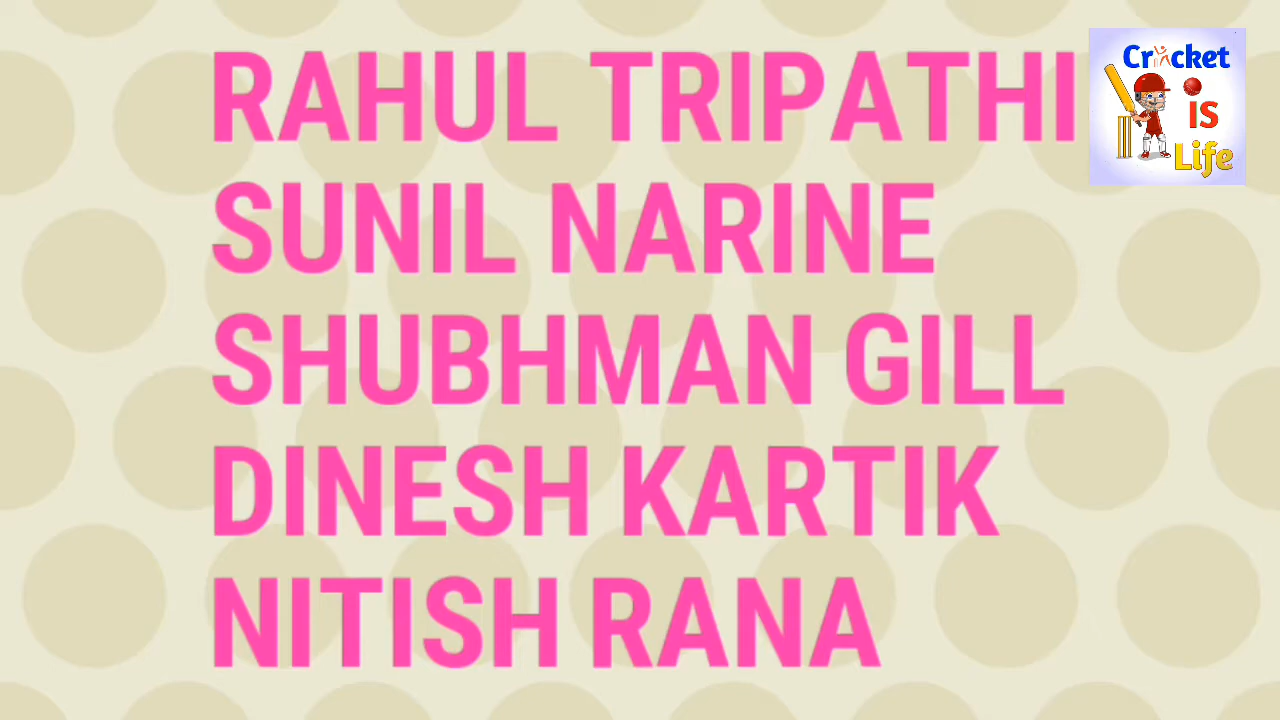 RAHUL TRIPATHI
SUNIL NARINE
SHUBHMAN GILL
DINESH KARTIK
NITISH RANA
Cricket
IS
Life